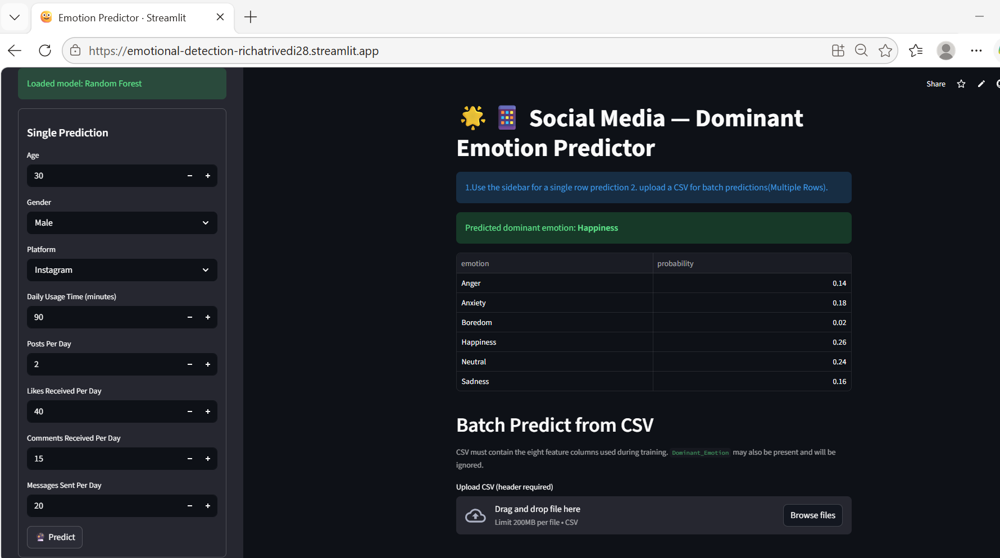 Emotion Predictor · Streamlit
https://emotional-detection-richatrivedi28.streamlit.app
Loaded model: Random Forest
Single Prediction
Age
30
Gender
Male
Platform
Instagram
Daily Usage Time (minutes)
90
Posts Per Day
2
Likes Received Per Day
40
Comments Received Per Day
15
Messages Sent Per Day
20
Predict
Share
Social Media — Dominant
Emotion Predictor
1.Use the sidebar for a single row prediction 2. upload a CSV for batch predictions(Multiple Rows).
Predicted dominant emotion: Happiness
emotion probability
Anger 0.14
Anxiety 0.18
Boredom 0.02
Happiness 0.26
Neutral 0.24
Sadness 0.16
Batch Predict from CSV
CSV must contain the eight feature columns used during training. Dominant_Emotion may also be present and will be
ignored.
Upload CSV (header required)
Drag and drop file here
Limit 200MB per file • CSV
Browse files